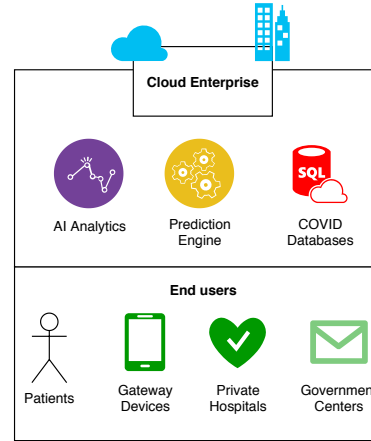 Cloud Enterprise
SQL
AI Analytics
Prediction
Engine
COVID
Databases
End users
Patients
Gateway
Devices
Private
Hospitals
Government
Centers